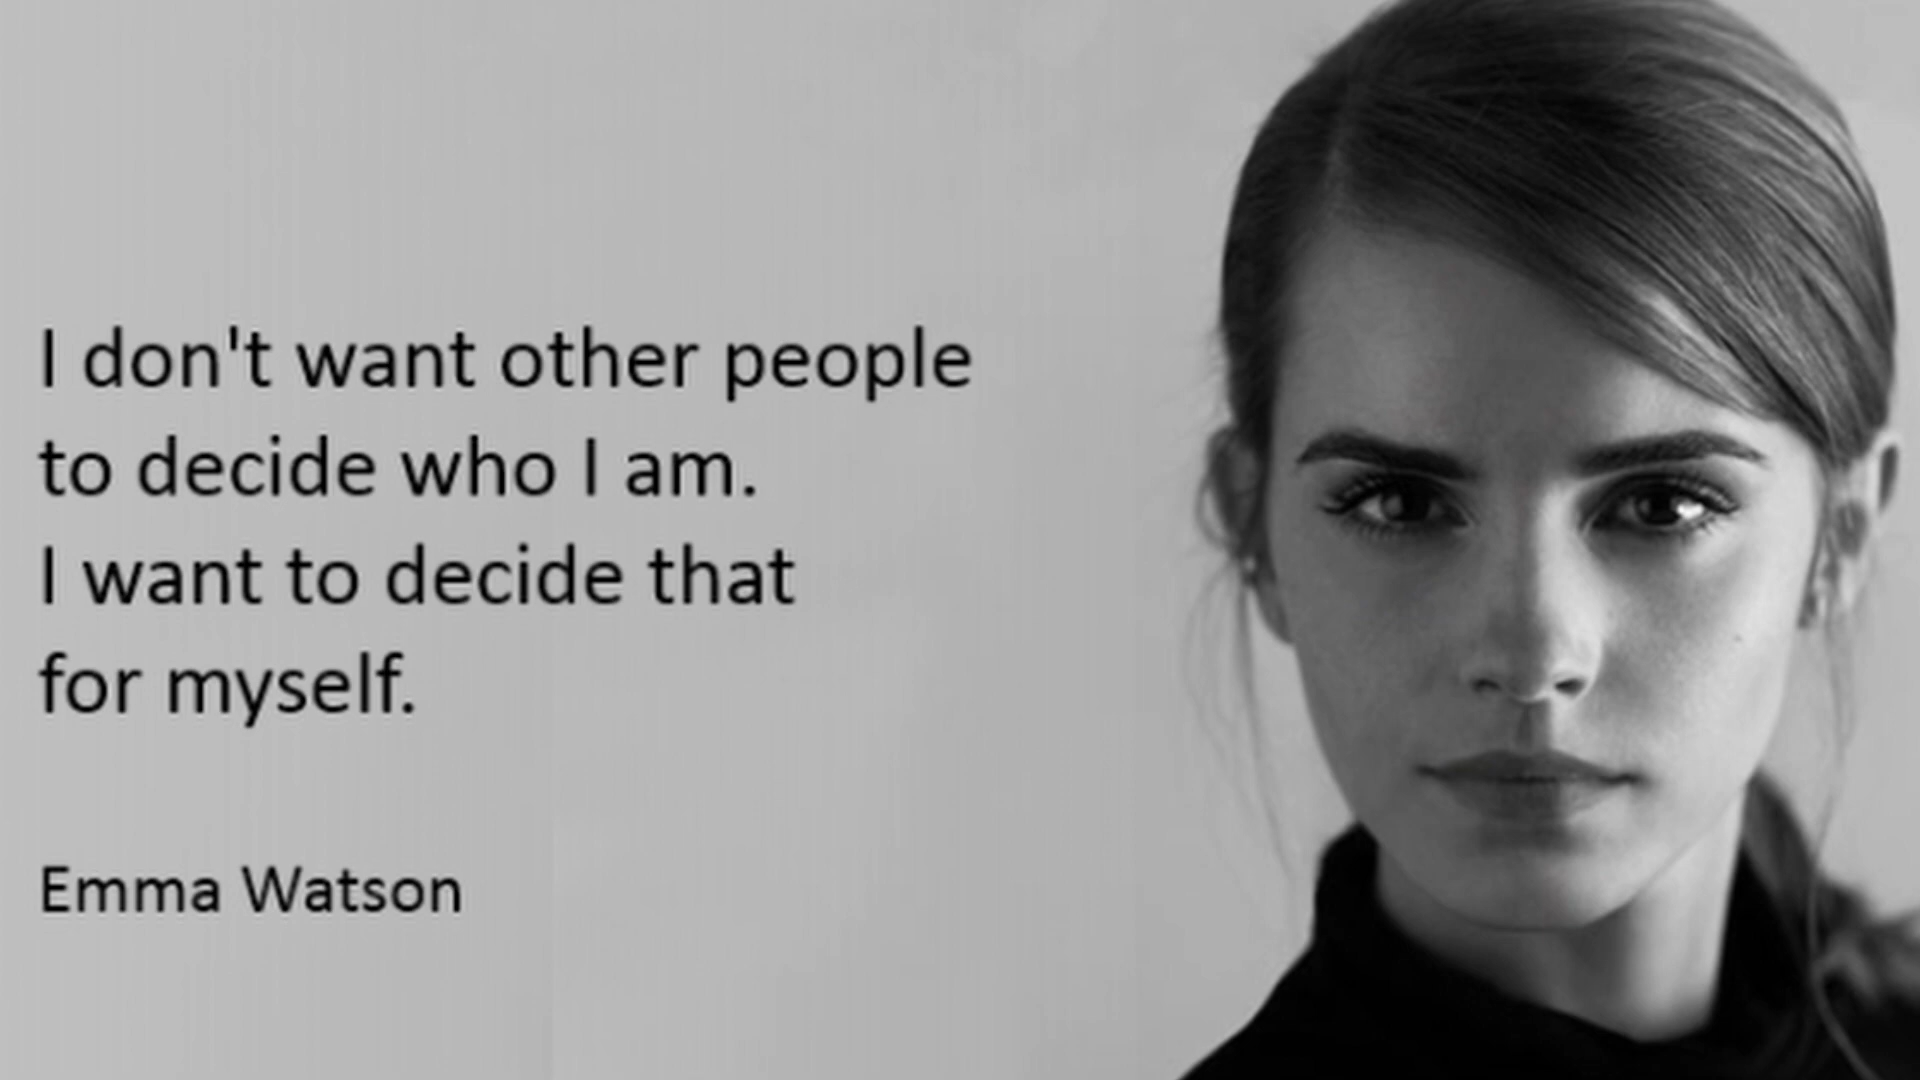 I don't want other people
to decide who I am.
I want to decide that
for myself.
Emma Watson